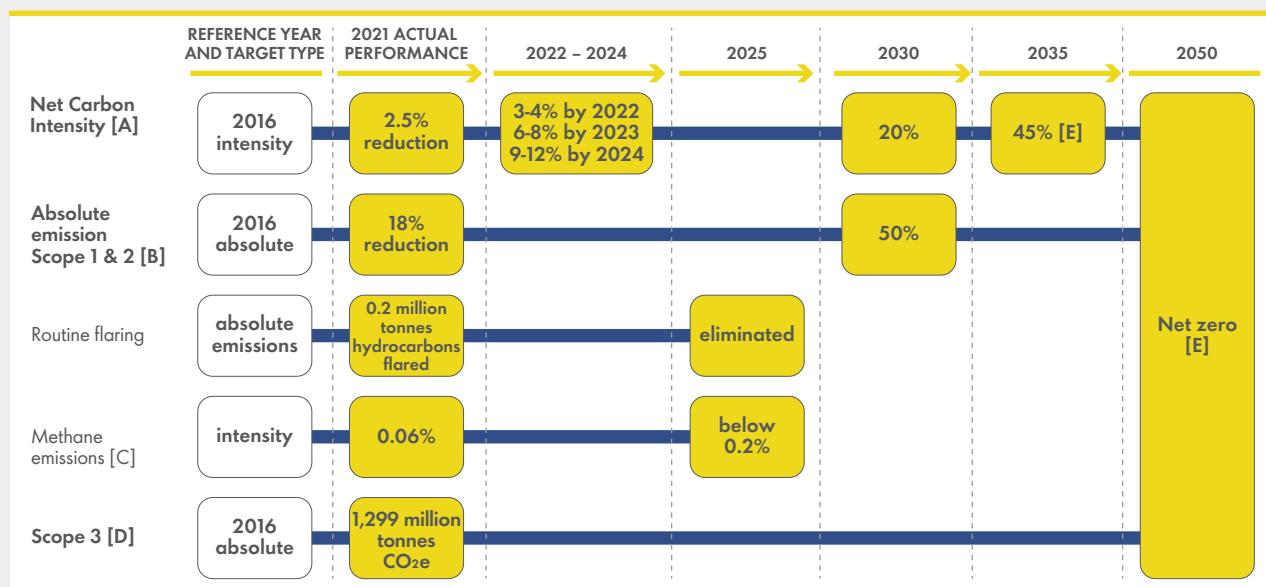 REFERENCE YEAR
AND TARGET TYPE
2021 ACTUAL
PERFORMANCE
2022 – 2024
2025
2030
2035
2050
Net Carbon
Intensity [A]
2016
intensity
2.5%
reduction
3-4% by 2022
6-8% by 2023
9-12% by 2024
20%
45% [E]
Absolute
emission
Scope 1 & 2 [B]
2016
absolute
18%
reduction
50%
Routine flaring
absolute
emissions
0.2 million
tonnes
hydrocarbons
flared
eliminated
Net zero
[E]
Methane
emissions [C]
intensity
0.06%
below
0.2%
Scope 3 [D]
2016
absolute
1,299 million
tonnes
CO2e